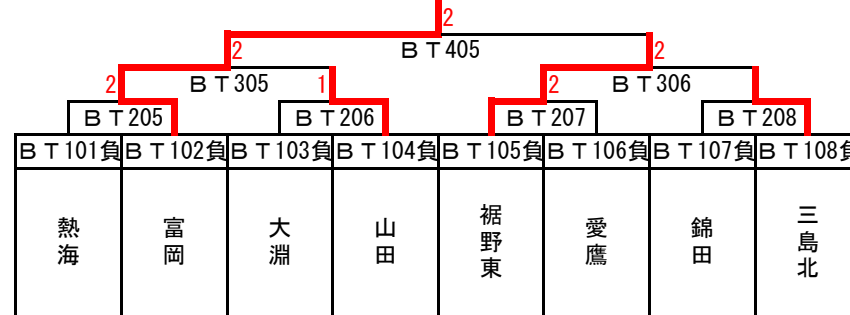 2
2 ＢＴ405 2
2 ＢＴ305 1 2 ＢＴ306
ＢＴ205 ＢＴ206 ＢＴ207 ＢＴ208
ＢＴ101負 ＢＴ102負 ＢＴ103負 ＢＴ104負 ＢＴ105負 ＢＴ106負 ＢＴ107負 ＢＴ108負
熱海 富岡 大淵 山田 裾野東 愛鷹 錦田 三島北